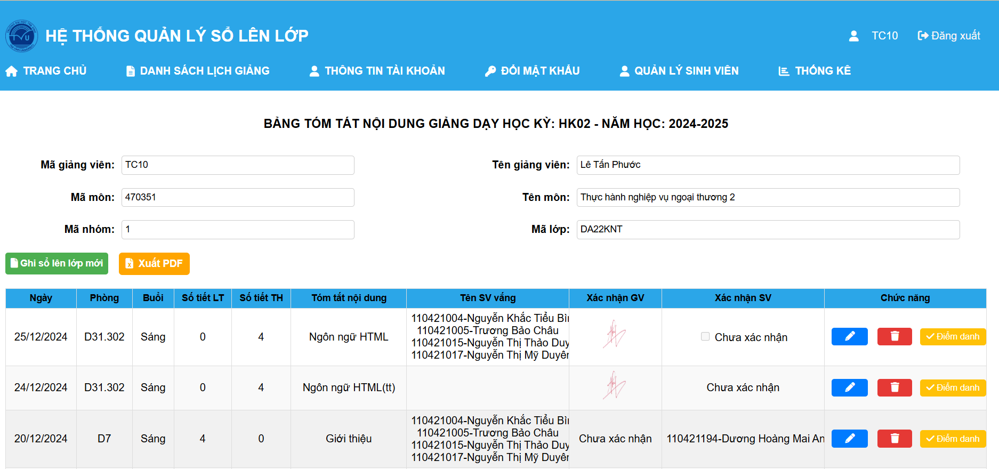 HỆ THỐNG QUẢN LÝ SỔ LÊN LỚP
TC10 Đăng xuất
TRANG CHỦ DANH SÁCH LỊCH GIẢNG THÔNG TIN TÀI KHOẢN ĐỔI MẬT KHẨU QUẢN LÝ SINH VIÊN THỐNG KÊ
BẢNG TÓM TẮT NỘI DUNG GIẢNG DẠY HỌC KỲ: HK02 - NĂM HỌC: 2024-2025
Mã giảng viên: TC10 Tên giảng viên: Lê Tấn Phước
Mã môn: 470351 Tên môn: Thực hành nghiệp vụ ngoại thương 2
Mã nhóm: 1 Mã lớp: DA22KNT
Ghi sổ lên lớp mới Xuất PDF
Ngày Phòng Buổi Số tiết LT Số tiết TH Tóm tắt nội dung Tên SV vắng Xác nhận GV Xác nhận SV Chức năng
110421004-Nguyễn Khắc Tiểu Bì
110421005-Trương Bảo Châu
25/12/2024 D31.302 Sáng 0 4 Ngôn ngữ HTML Chưa xác nhận Điểm danh
110421015-Nguyễn Thị Thảo Duy
110421017-Nguyễn Thị Mỹ Duyên
24/12/2024 D31.302 Sáng 0 4 Ngôn ngữ HTML(tt) Chưa xác nhận Điểm danh
110421004-Nguyễn Khắc Tiểu Bì
110421005-Trương Bảo Châu
20/12/2024 D7 Sáng 4 0 Giới thiệu Chưa xác nhận 110421194-Dương Hoàng Mai An Điểm danh
110421015-Nguyễn Thị Thảo Duy
110421017-Nguyễn Thị Mỹ Duyên